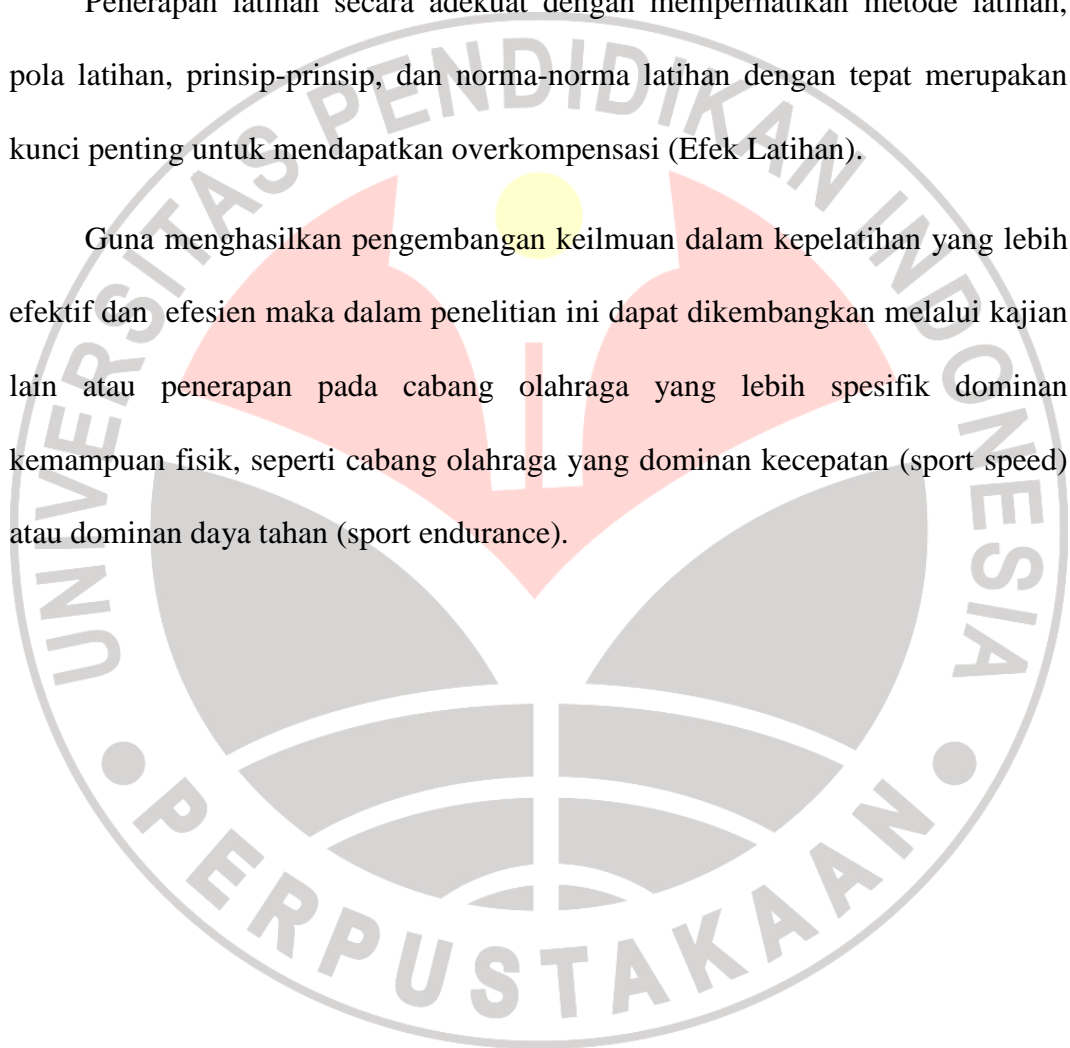 Penerapan latihan secara adekuat dengan memperhatikan metode latihan,
pola latihan, prinsip-prinsip, dan norma-norma latihan dengan tepat merupakan
kunci penting untuk mendapatkan overkompensasi (Efek Latihan).
Guna menghasilkan pengembangan keilmuan dalam kepelatihan yang lebih
efektif dan efesien maka dalam penelitian ini dapat dikembangkan melalui kajian
lain atau penerapan pada cabang olahraga yang lebih spesifik dominan
kemampuan fisik, seperti cabang olahraga yang dominan kecepatan (sport speed)
atau dominan daya tahan (sport endurance).
UNIVERSITAS PENDIDIKAN INDONESIA
PERPUSTAKAAN